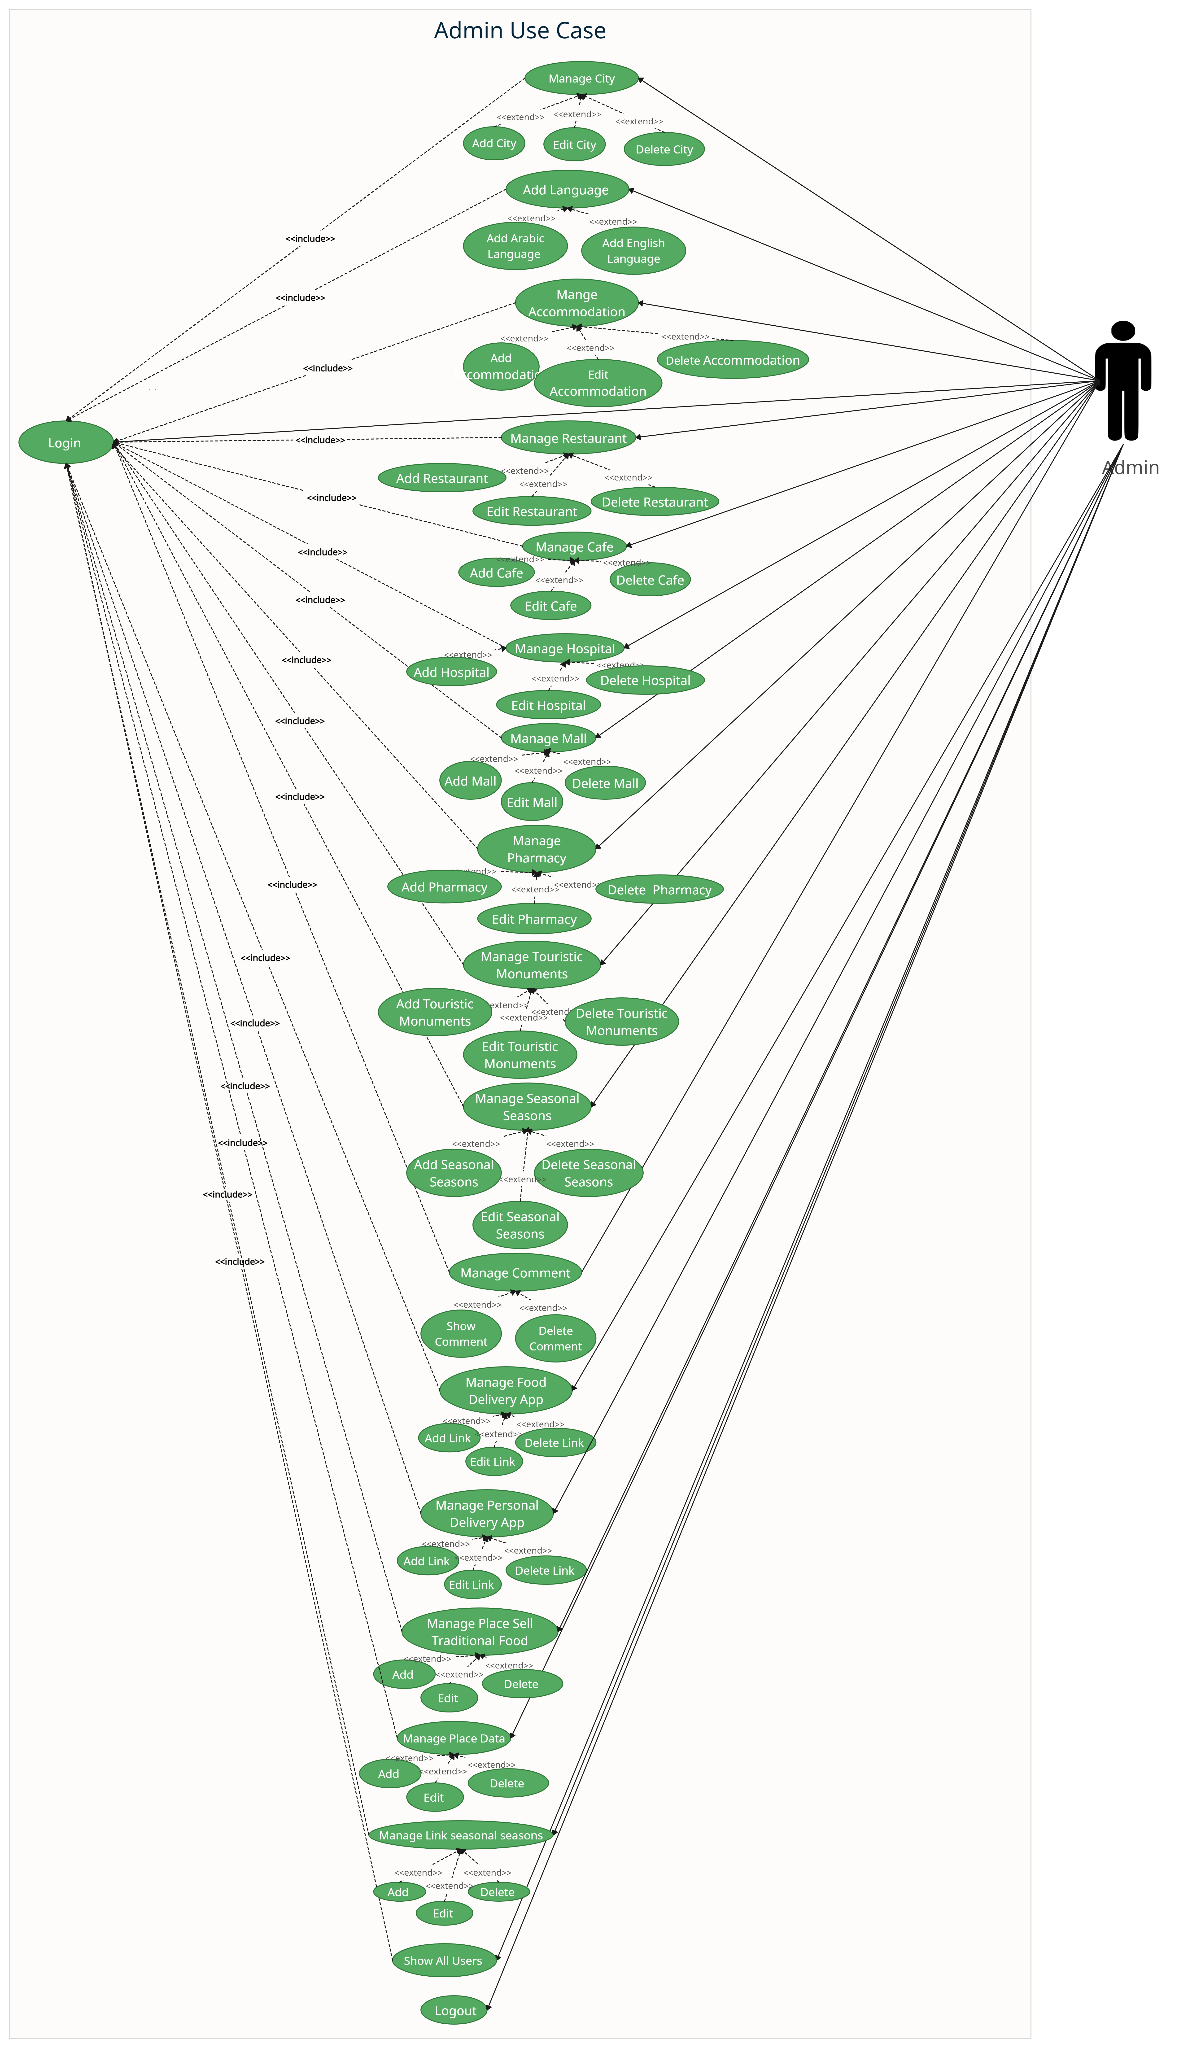 Admin Use Case
Manage City
<<extend>>
<<extend>>
<<extend>>
Add City
Edit City
Delete City
Add Language
<<extend>>
<<extend>>
Add Arabic
Language
Add English
Language
<<include>>
<<include>>
Mange
Accommodation
<<extend>>
<<extend>>
<<extend>>
Add
Edit
Accommodation
Delete Accommodation
<<include>>
Login
Admin
<<include>>
Manage Restaurant
<<extend>>
<<extend>>
<<extend>>
Add Restaurant
Edit Restaurant
Delete Restaurant
<<include>>
Manage Cafe
<<extend>>
<<extend>>
<<extend>>
Add Cafe
Edit Cafe
Delete Cafe
<<include>>
<<include>>
Manage Hospital
<<extend>>
<<extend>>
<<extend>>
Add Hospital
Edit Hospital
Delete Hospital
<<include>>
<<include>>
Manage Mall
<<extend>>
<<extend>>
<<extend>>
Add Mall
Edit Mall
Delete Mall
<<include>>
Manage
Pharmacy
<<extend>>
<<extend>>
Add Pharmacy
Edit Pharmacy
Delete  Pharmacy
<<include>>
<<include>>
Manage Touristic
Monuments
<<extend>>
<<extend>>
Add Touristic
Monuments
Edit Touristic
Monuments
Delete Touristic
Monuments
<<include>>
<<include>>
Manage Seasonal
Seasons
<<extend>>
<<extend>>
<<extend>>
Add Seasonal
Seasons
Edit Seasonal
Seasons
Delete Seasonal
Seasons
<<include>>
<<include>>
<<include>>
Manage Comment
<<extend>>
<<extend>>
Show
Comment
Delete
Comment
Manage Food
Delivery App
<<extend>>
<<extend>>
<<extend>>
Add Link
Edit Link
Delete Link
Manage Personal
Delivery App
<<extend>>
<<extend>>
<<extend>>
Add Link
Edit Link
Delete Link
Manage Place Sell
Traditional Food
<<extend>>
<<extend>>
<<extend>>
Add
Edit
Delete
Manage Place Data
<<extend>>
<<extend>>
<<extend>>
Add
Edit
Delete
Manage Link seasonal seasons
<<extend>>
<<extend>>
<<extend>>
Add
Edit
Delete
Show All Users
Logout